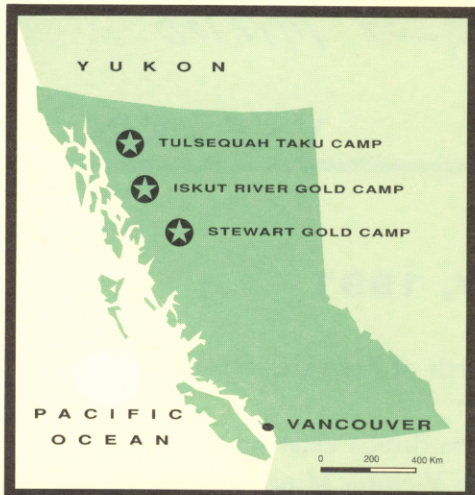 YUKON
TULSEQUAH TAKU CAMP
ISKUT RIVER GOLD CAMP
STEWART GOLD CAMP
PACIFIC
OCEAN
VANCOUVER
0 200 400 Km